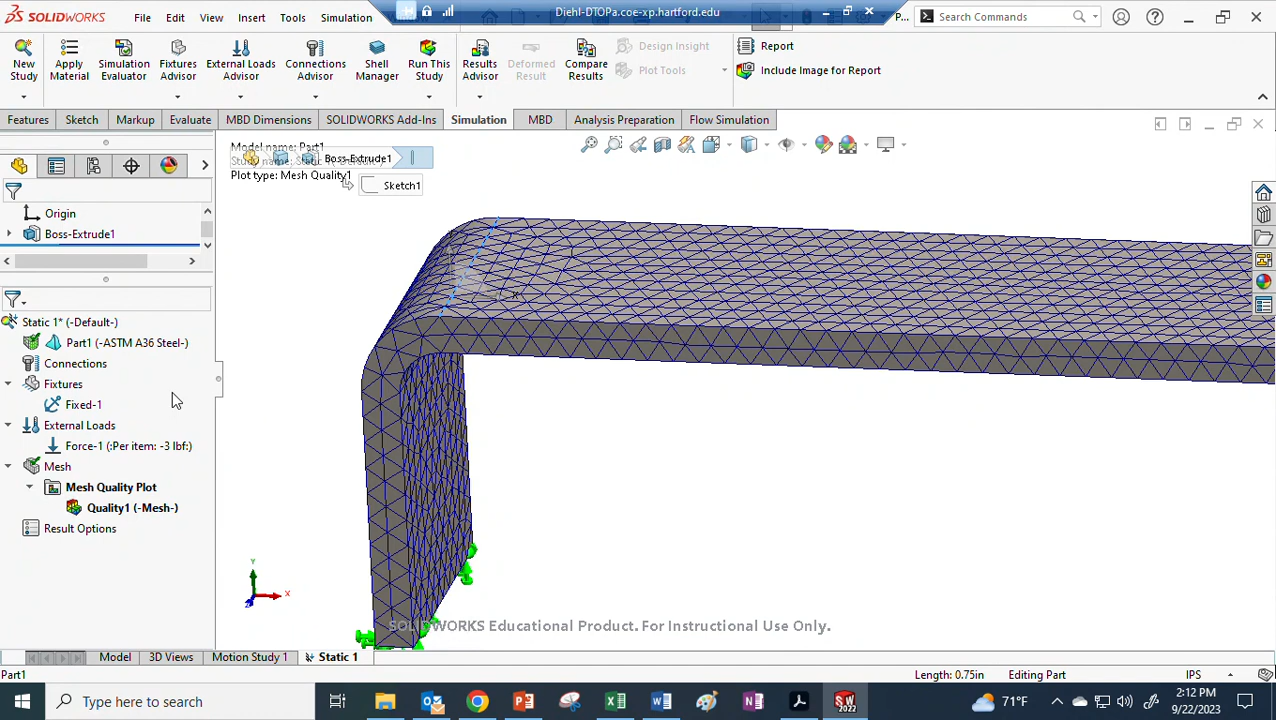 SOLIDWORKS File Edit View Insert Tools Simulation Diehl-DTOPa.coe-xp.hartford.edu P... Search Commands
New Study Apply Material Simulation Evaluator Fixtures Advisor External Loads Advisor Connections Advisor Shell Manager Run This Study Results Advisor Deformed Result Compare Results Design Insight Plot Tools Report Include Image for Report
Features Sketch Markup Evaluate MBD Dimensions SOLIDWORKS Add-Ins Simulation MBD Analysis Preparation Flow Simulation
Model name: Part1
Boss-Extrude1
Plot type: Mesh Quality1
Sketch1
Origin
Boss-Extrude1
Static 1* (-Default-)
Part1 (-ASTM A36 Steel-)
Connections
Fixtures
Fixed-1
External Loads
Force-1 (:Per item: -3 lbf:)
Mesh
Mesh Quality Plot
Quality1 (-Mesh-)
Result Options
X
Y
X
Z
SOLIDWORKS Educational Product. For Instructional Use Only.
Model 3D Views Motion Study 1 Static 1
Part1 Length: 0.75in Editing Part IPS
Type here to search 71°F 2:12 PM
9/22/2023